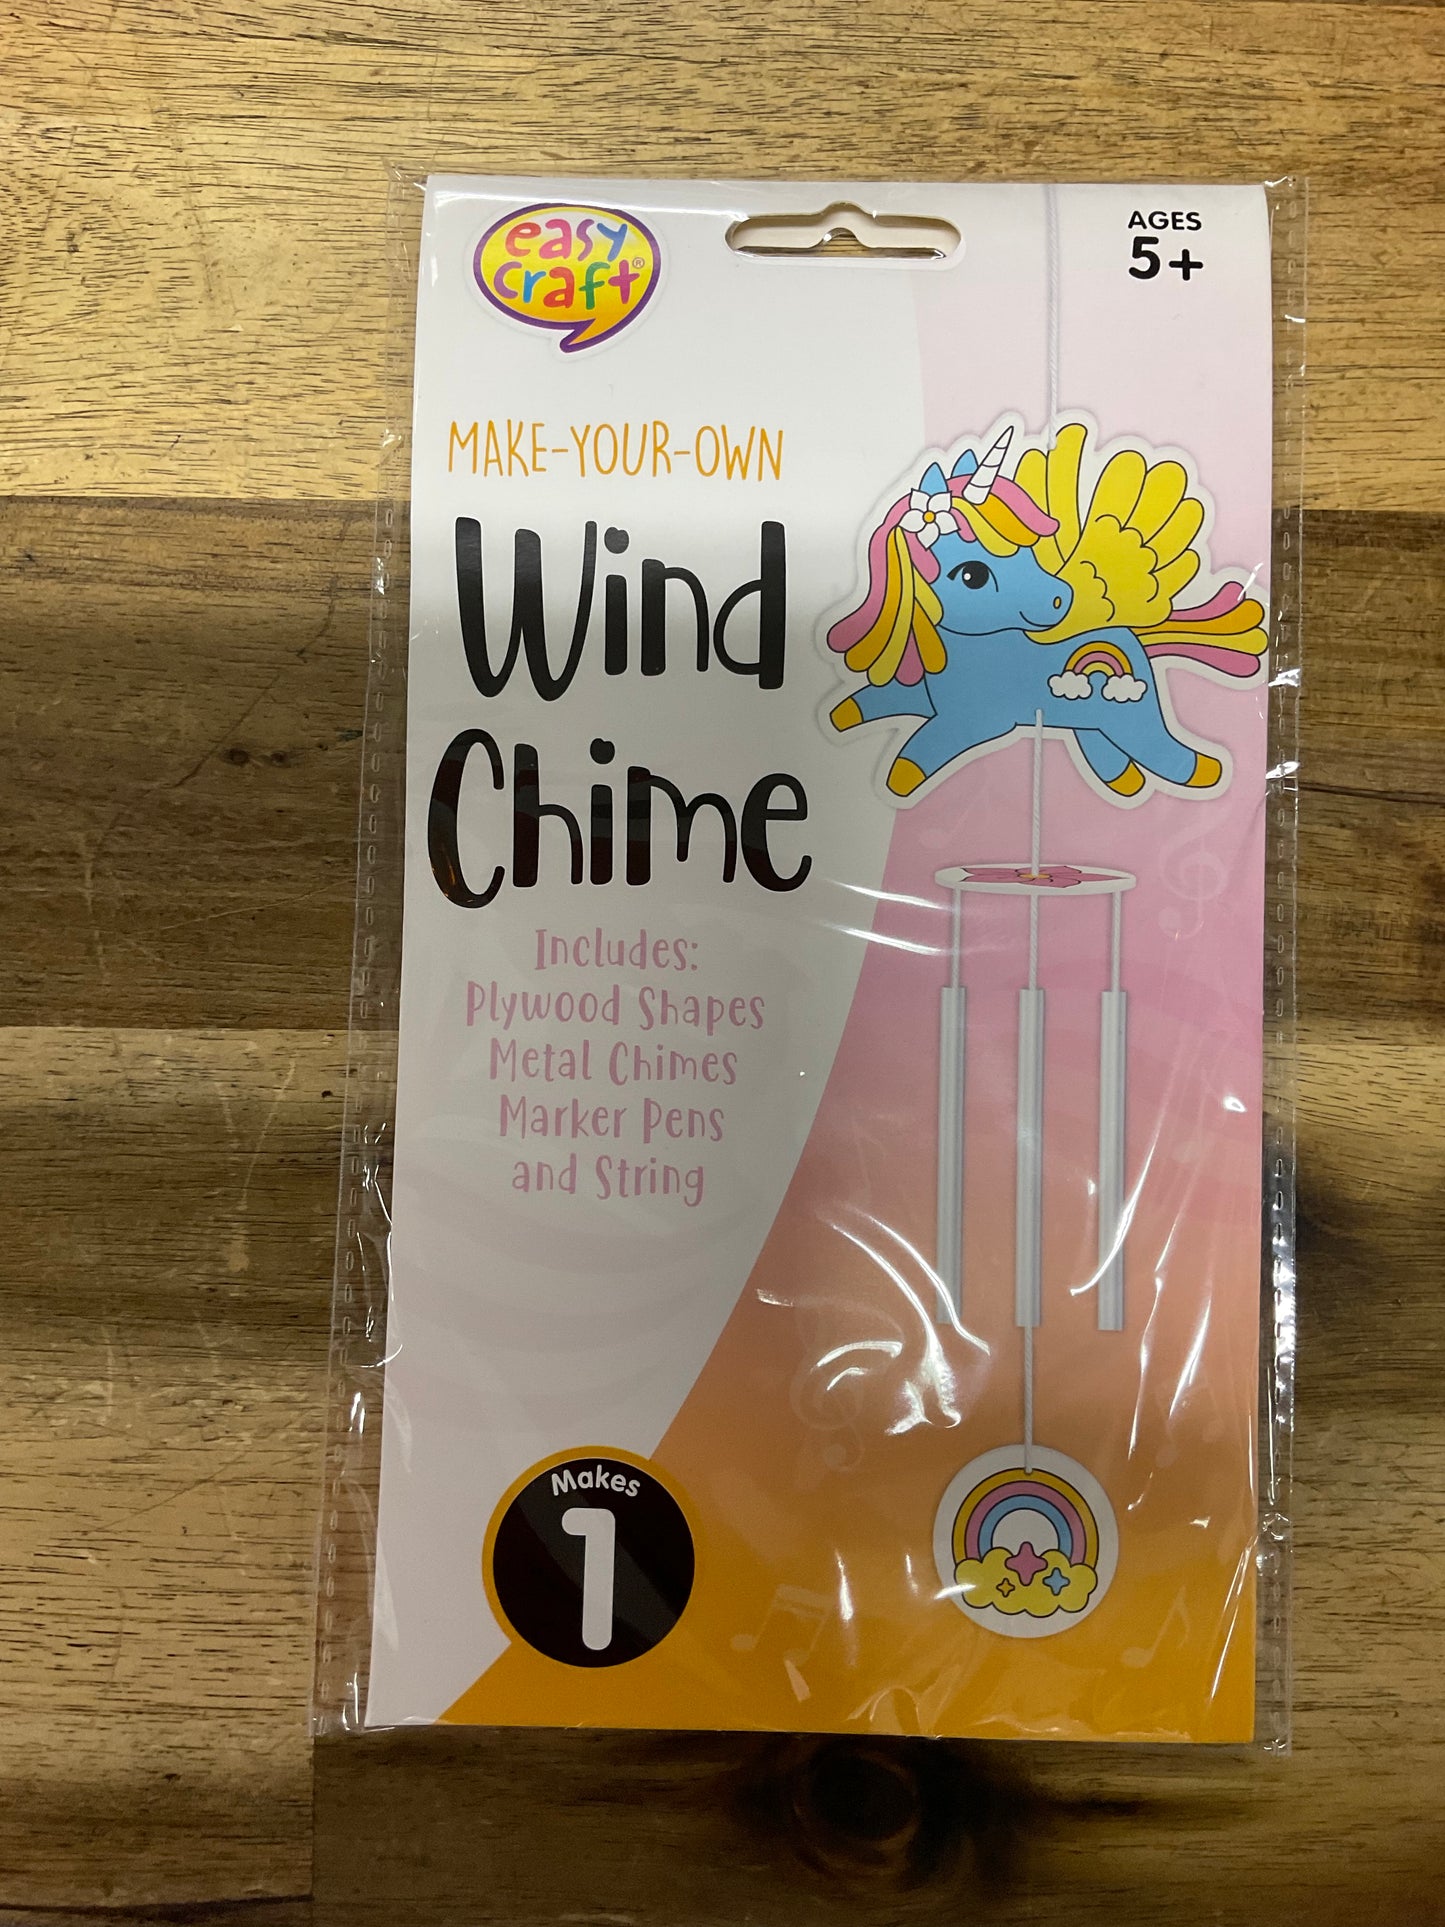 easy
craft®
AGES
5+
MAKE-YOUR-OWN
Wind
Chime
Includes:
Plywood Shapes
Metal Chimes
Marker Pens
and String
Makes
1